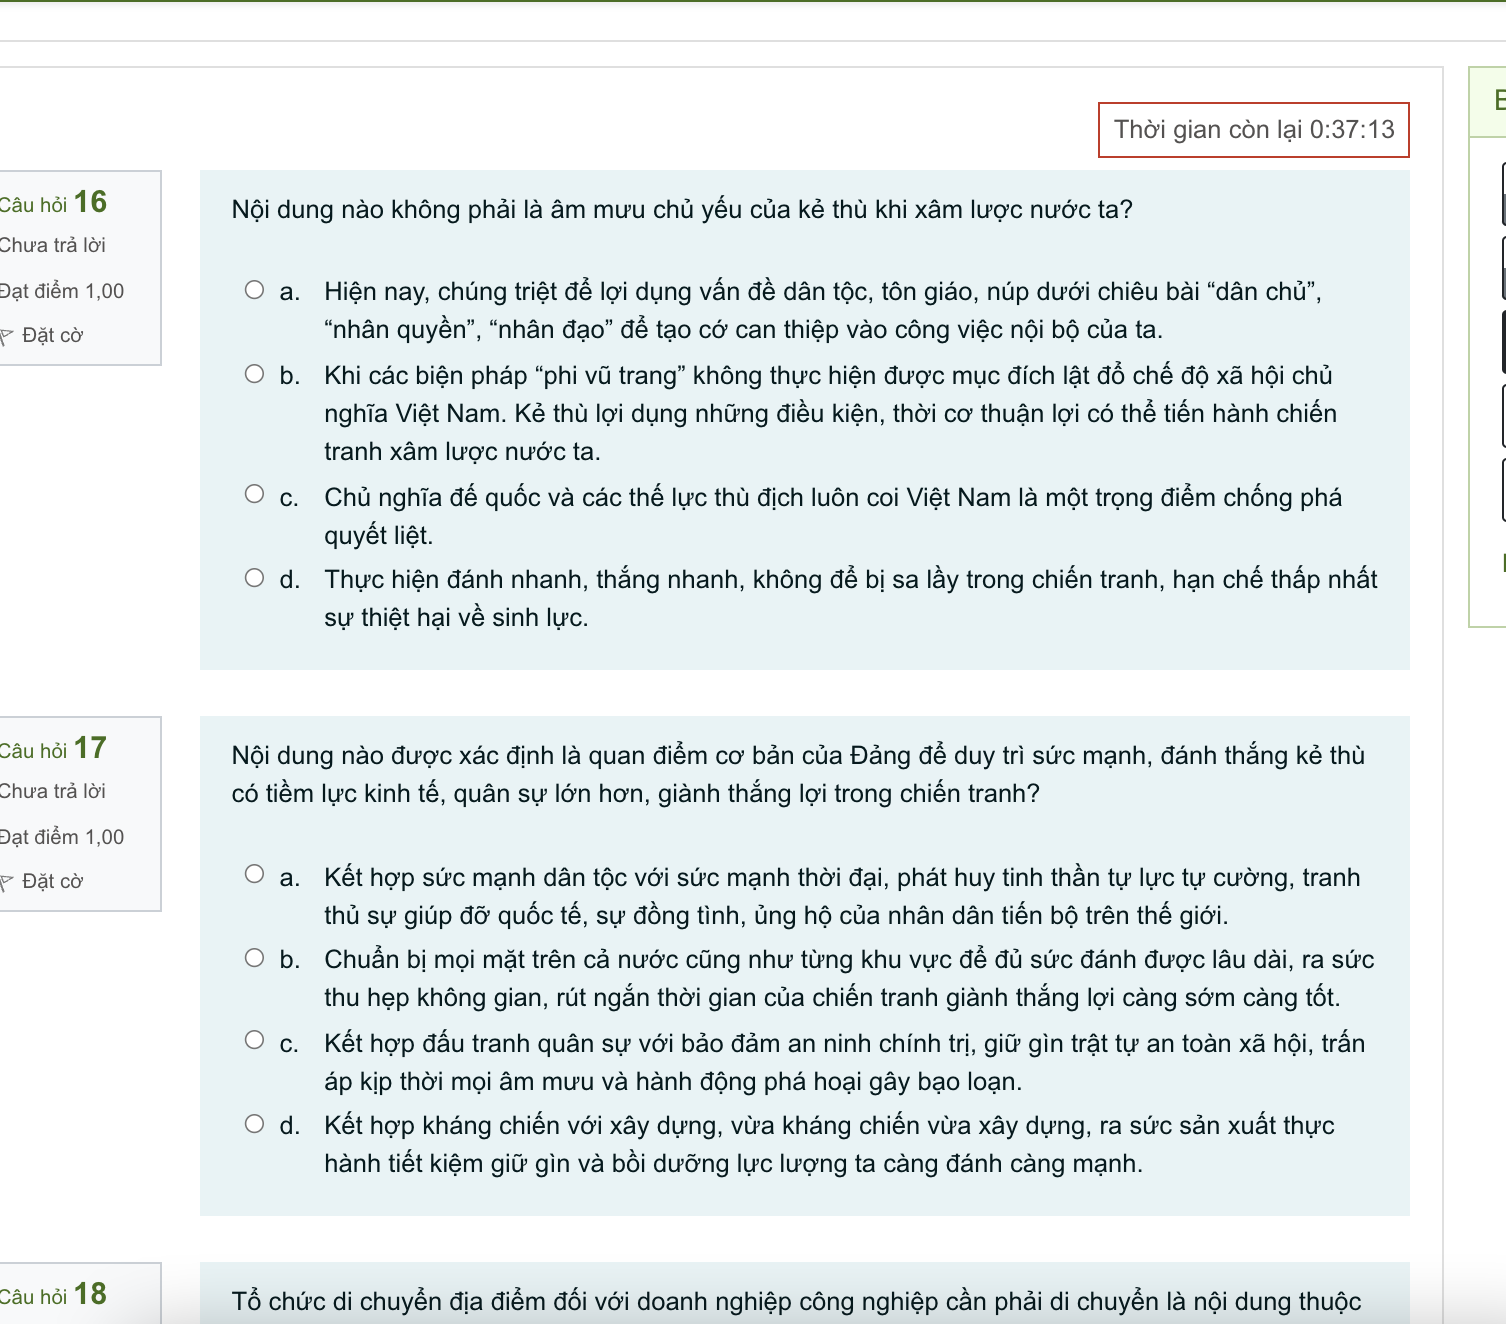 Thời gian còn lại 0:37:13
Câu hỏi 16
Chưa trả lời
Đạt điểm 1,00
Đặt cờ
Nội dung nào không phải là âm mưu chủ yếu của kẻ thù khi xâm lược nước ta?
a. Hiện nay, chúng triệt để lợi dụng vấn đề dân tộc, tôn giáo, núp dưới chiêu bài “dân chủ”,
“nhân quyền”, “nhân đạo” để tạo cớ can thiệp vào công việc nội bộ của ta.
b. Khi các biện pháp “phi vũ trang” không thực hiện được mục đích lật đổ chế độ xã hội chủ
nghĩa Việt Nam. Kẻ thù lợi dụng những điều kiện, thời cơ thuận lợi có thể tiến hành chiến
tranh xâm lược nước ta.
c. Chủ nghĩa đế quốc và các thế lực thù địch luôn coi Việt Nam là một trọng điểm chống phá
quyết liệt.
d. Thực hiện đánh nhanh, thắng nhanh, không để bị sa lầy trong chiến tranh, hạn chế thấp nhất
sự thiệt hại về sinh lực.
Câu hỏi 17
Chưa trả lời
Đạt điểm 1,00
Đặt cờ
Nội dung nào được xác định là quan điểm cơ bản của Đảng để duy trì sức mạnh, đánh thắng kẻ thù
có tiềm lực kinh tế, quân sự lớn hơn, giành thắng lợi trong chiến tranh?
a. Kết hợp sức mạnh dân tộc với sức mạnh thời đại, phát huy tinh thần tự lực tự cường, tranh
thủ sự giúp đỡ quốc tế, sự đồng tình, ủng hộ của nhân dân tiến bộ trên thế giới.
b. Chuẩn bị mọi mặt trên cả nước cũng như từng khu vực để đủ sức đánh được lâu dài, ra sức
thu hẹp không gian, rút ngắn thời gian của chiến tranh giành thắng lợi càng sớm càng tốt.
c. Kết hợp đấu tranh quân sự với bảo đảm an ninh chính trị, giữ gìn trật tự an toàn xã hội, trấn
áp kịp thời mọi âm mưu và hành động phá hoại gây bạo loạn.
d. Kết hợp kháng chiến với xây dựng, vừa kháng chiến vừa xây dựng, ra sức sản xuất thực
hành tiết kiệm giữ gìn và bồi dưỡng lực lượng ta càng đánh càng mạnh.
Câu hỏi 18
Tổ chức di chuyển địa điểm đối với doanh nghiệp công nghiệp cần phải di chuyển là nội dung thuộc